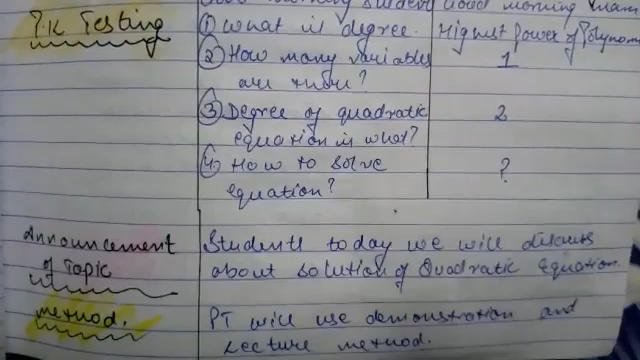 Good morning student Good morning mam
P.K Testing ① What is degree. Highest Power of Polynom
② How many variables 1
are there?
③ Degree of quadratic 2
equation is what?
④ How to solve ?
equation?
Announcement Students today we will discuss
of Topic about solution of Quadratic Equation.
method. PT will use demonstration and
Lecture method.